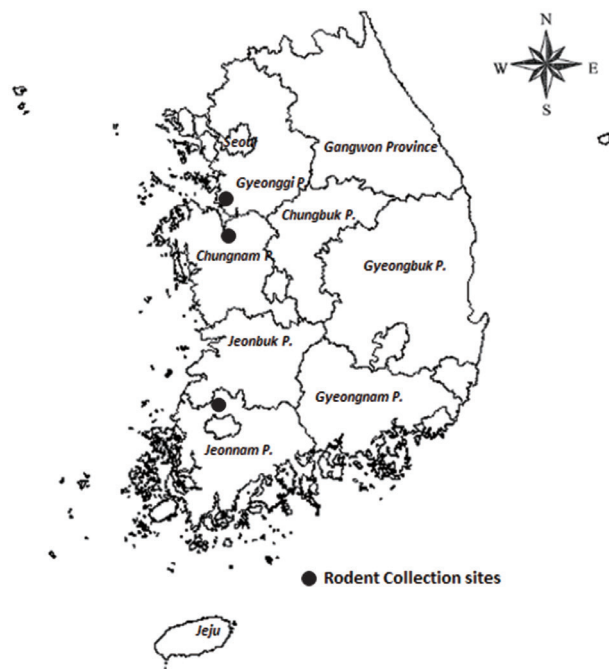 N
W E
S
Seoul
Gangwon Province
Gyeonggi P.
Chungbuk P.
Chungnam P.
Gyeongbuk P.
Jeonbuk P.
Gyeongnam P.
Jeonnam P.
Rodent Collection sites
Jeju